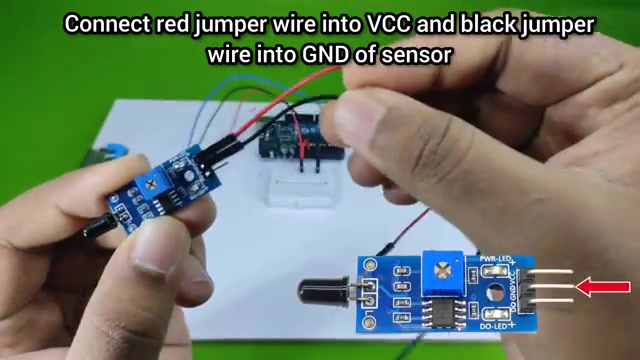 Connect red jumper wire into VCC and black jumper
wire into GND of sensor
PWR-LED
DO GND VCC
DO-LED